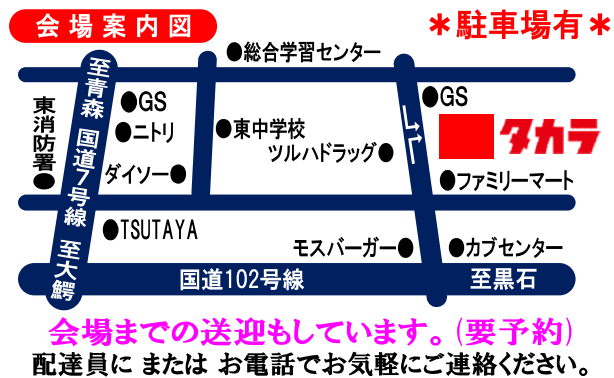 会場案内図
＊駐車場有＊
●総合学習センター
至青森 国道7号線 至大鰐
東消防署●
●GS
●ニトリ
ダイソー●
●東中学校
ツルハドラッグ●
●GS
タカラ
●ファミリーマート
●TSUTAYA
モスバーガー●
●カブセンター
国道102号線
至黒石
会場までの送迎もしています。(要予約)
配達員に または お電話でお気軽にご連絡ください。